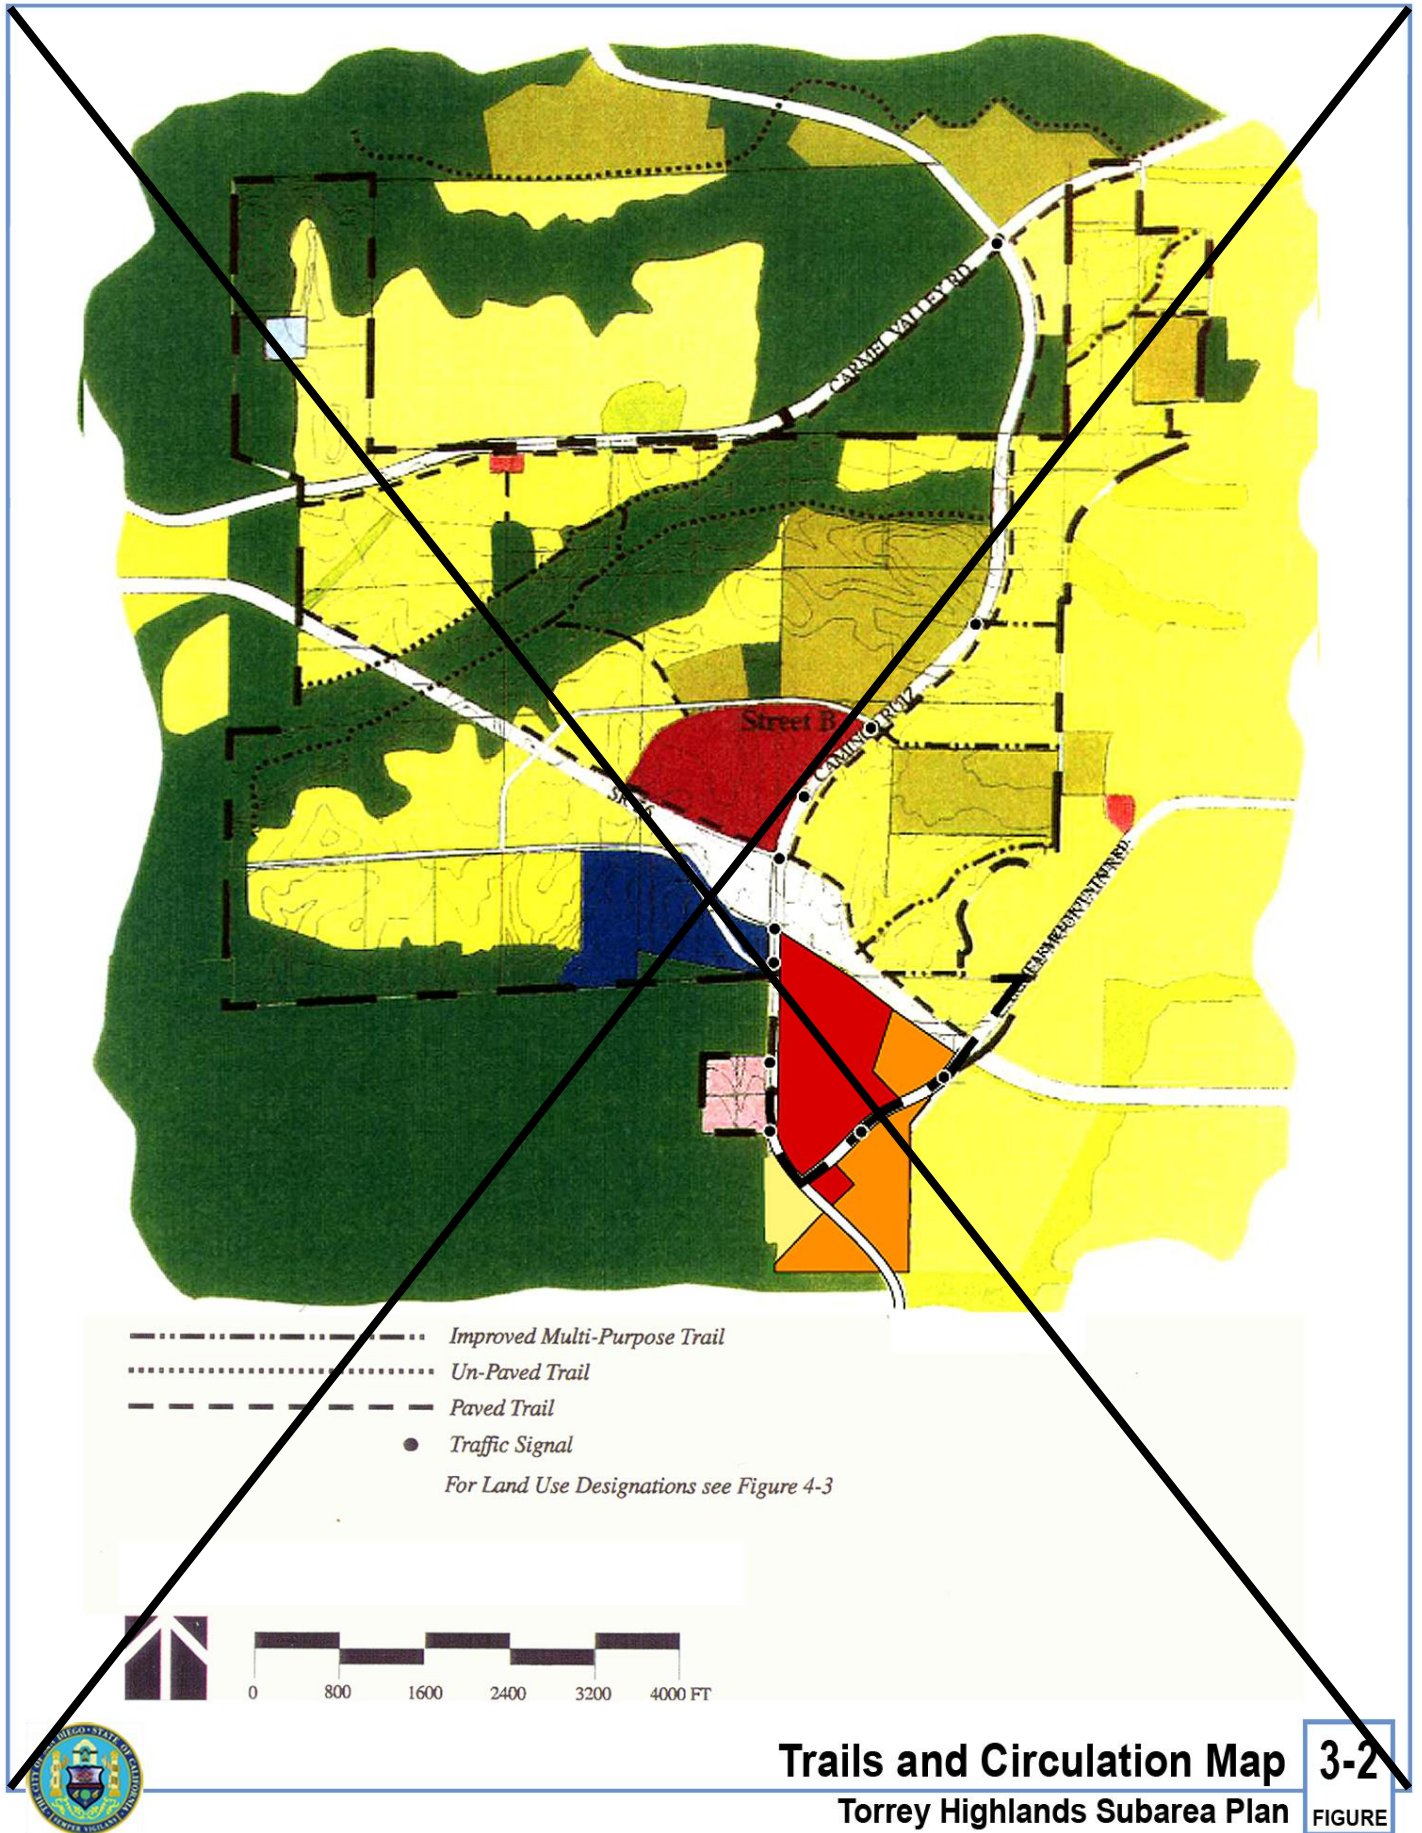 CARMEL VALLEY RD
Street B
CAMINO RUIZ
Improved Multi-Purpose Trail
Un-Paved Trail
Paved Trail
Traffic Signal
For Land Use Designations see Figure 4-3
0 800 1600 2400 3200 4000 FT
Trails and Circulation Map
3-2
Torrey Highlands Subarea Plan
FIGURE